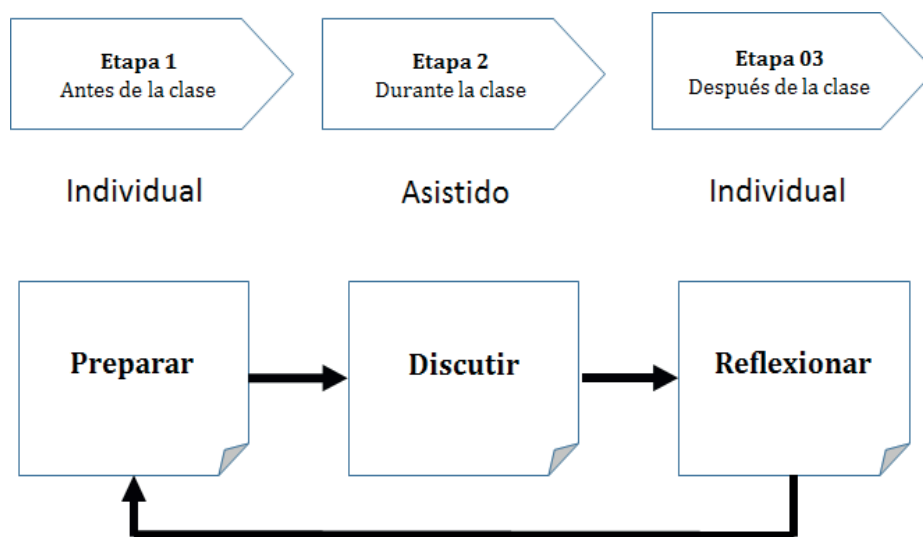 Etapa 1
Antes de la clase
Etapa 2
Durante la clase
Etapa 03
Después de la clase
Individual
Asistido
Individual
Preparar
Discutir
Reflexionar